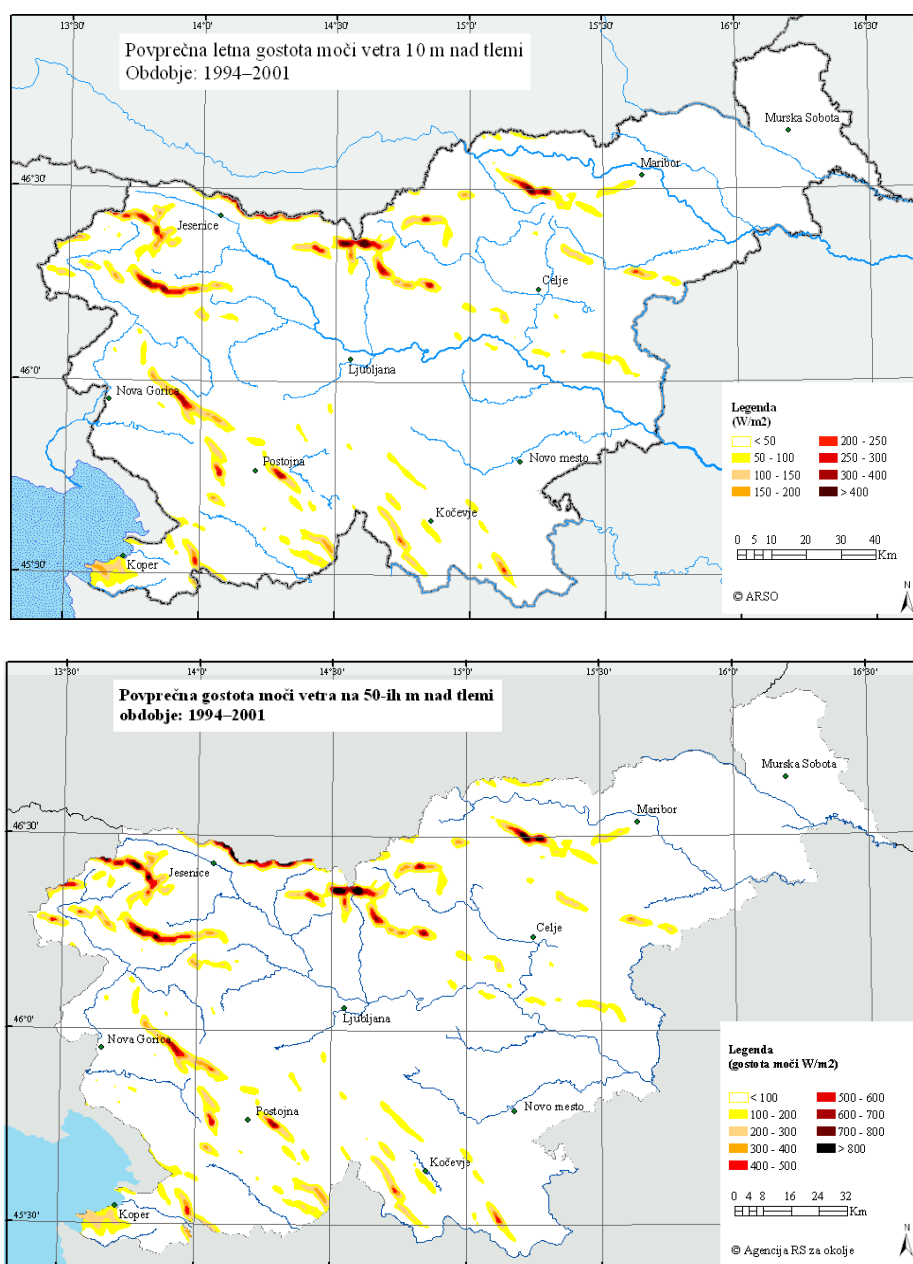 13°30' 14°0' 14°30' 15°0' 15°30' 16°0' 16°30'
Povprečna letna gostota moči vetra 10 m nad tlemi
Obdobje: 1994–2001
Murska Sobota
Maribor
46°30'
Jesenice
Celje
Ljubljana
46°0'
Nova Gorica
Postojna
Novo mesto
Kočevje
Koper
45°30'
Legenda
(W/m2)
< 50 200 - 250
50 - 100 250 - 300
100 - 150 300 - 400
150 - 200 > 400
0 5 10 20 30 40
Km
© ARSO
N
13°30' 14°0' 14°30' 15°0' 15°30' 16°0' 16°30'
Povprečna gostota moči vetra na 50-ih m nad tlemi
obdobje: 1994–2001
Murska Sobota
Maribor
46°30'
Jesenice
Celje
Ljubljana
46°0'
Nova Gorica
Postojna
Novo mesto
Kočevje
Koper
45°30'
Legenda
(gostota moči W/m2)
< 100 500 - 600
100 - 200 600 - 700
200 - 300 700 - 800
300 - 400 > 800
400 - 500
0 4 8 16 24 32
Km
© Agencija RS za okolje
N